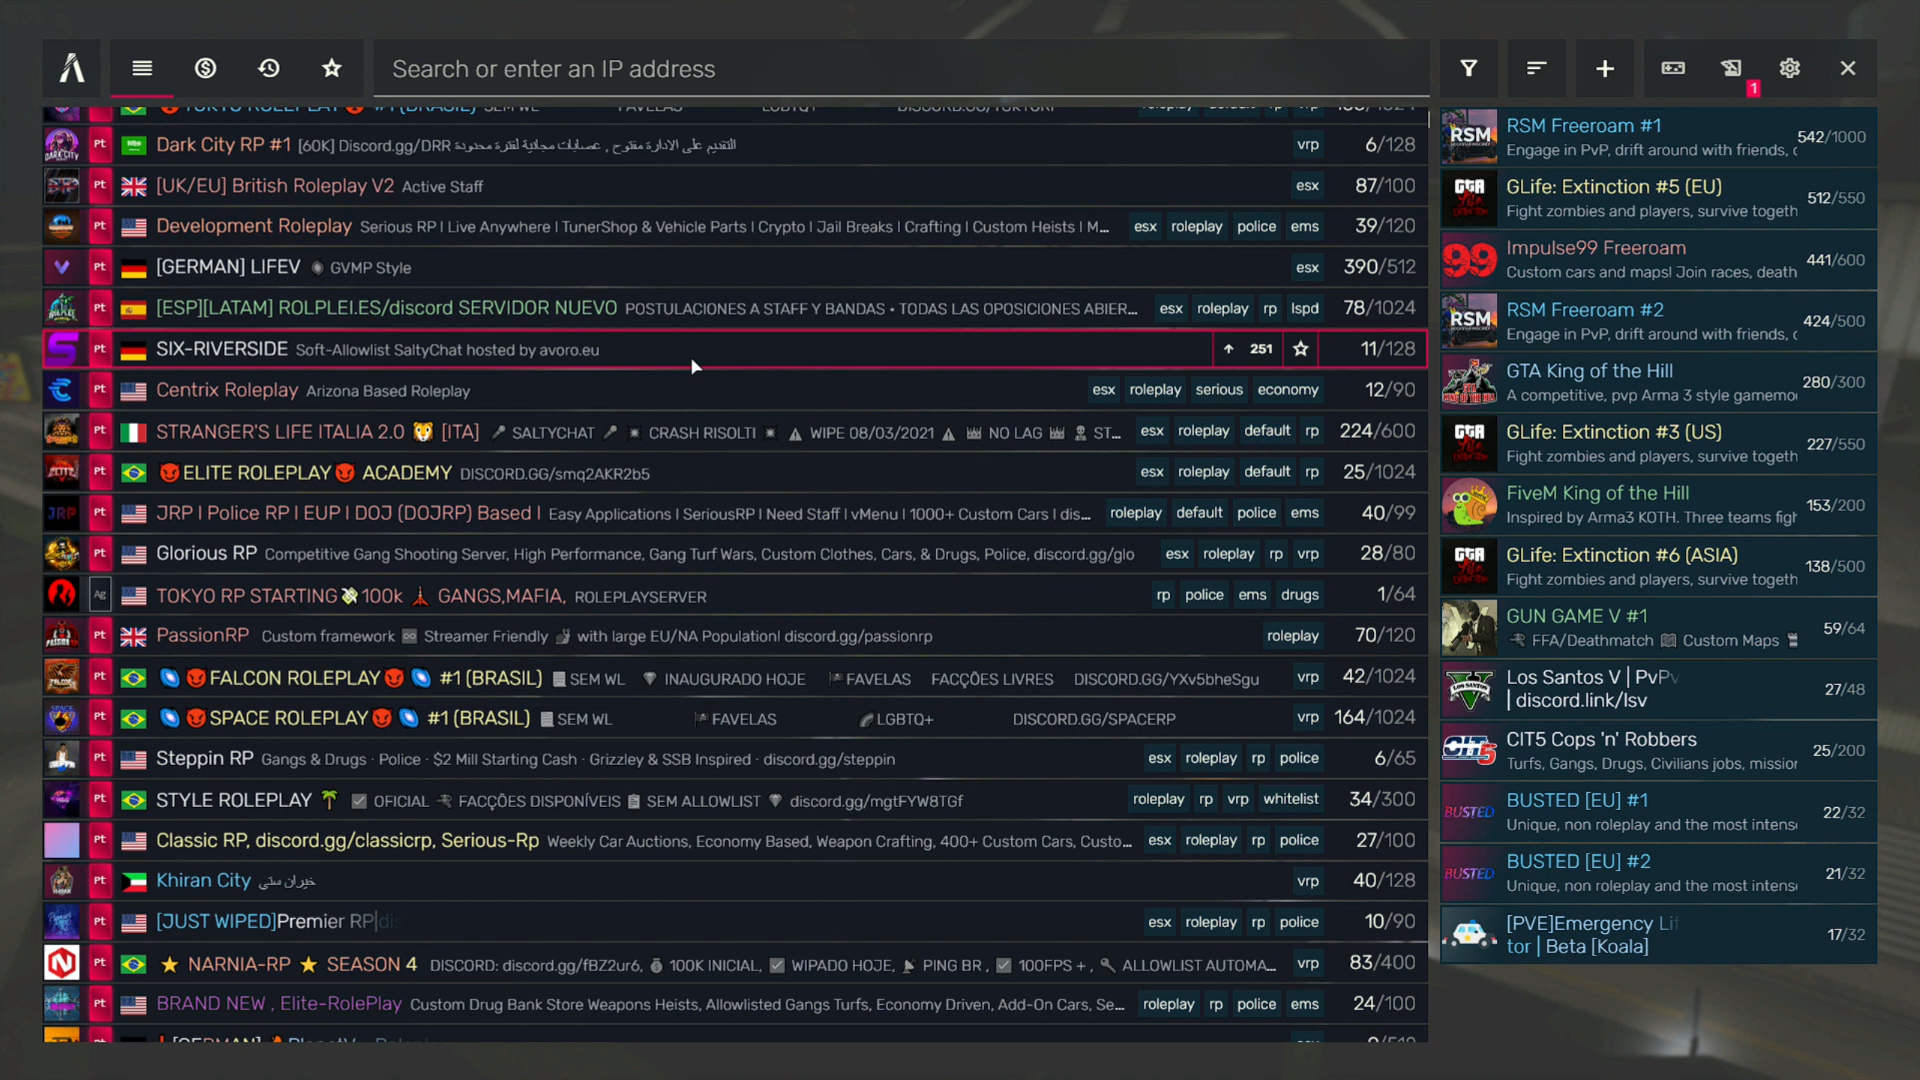 Search or enter an IP address
1
Dark City RP #1 [60K] Discord.gg/DRR التقديم على الادارة مفتوح , عصابات مجانية لفترة محدودة vrp 6/128
[UK/EU] British Roleplay V2 Active Staff esx 87/100
Development Roleplay Serious RP | Live Anywhere | TunerShop & Vehicle Parts | Crypto | Jail Breaks | Crafting | Custom Heists | M... esx roleplay police ems 39/120
[GERMAN] LIFEV GVMP Style esx 390/512
[ESP][LATAM] ROLPLEI.ES/discord SERVIDOR NUEVO POSTULACIONES A STAFF Y BANDAS • TODAS LAS OPOSICIONES ABIER... esx roleplay rp lspd 78/1024
SIX-RIVERSIDE Soft-Allowlist SaltyChat hosted by avoro.eu 251 11/128
Centrix Roleplay Arizona Based Roleplay esx roleplay serious economy 12/90
STRANGER'S LIFE ITALIA 2.0 [ITA] SALTYCHAT CRASH RISOLTI WIPE 08/03/2021 NO LAG ST... esx roleplay default rp 224/600
ELITE ROLEPLAY ACADEMY DISCORD.GG/smq2AKR2b5 esx roleplay default rp 25/1024
JRP | Police RP | EUP | DOJ (DOJRP) Based | Easy Applications | SeriousRP | Need Staff | vMenu | 1000+ Custom Cars | dis... roleplay default police ems 40/99
Glorious RP Competitive Gang Shooting Server, High Performance, Gang Turf Wars, Custom Clothes, Cars, & Drugs, Police, discord.gg/glo esx roleplay rp vrp 28/80
TOKYO RP STARTING 100k GANGS,MAFIA, ROLEPLAYSERVER rp police ems drugs 1/64
PassionRP Custom framework Streamer Friendly with large EU/NA Population| discord.gg/passionrp roleplay 70/120
FALCON ROLEPLAY #1 (BRASIL) SEM WL INAUGURADO HOJE FAVELAS FACÇÕES LIVRES DISCORD.GG/YXv5bheSgu vrp 42/1024
SPACE ROLEPLAY #1 (BRASIL) SEM WL FAVELAS LGBTQ+ DISCORD.GG/SPACERP vrp 164/1024
Steppin RP Gangs & Drugs · Police · $2 Mill Starting Cash · Grizzley & SSB Inspired · discord.gg/steppin esx roleplay rp police 6/65
STYLE ROLEPLAY OFICIAL FACÇÕES DISPONÍVEIS SEM ALLOWLIST discord.gg/mgtFYW8TGf roleplay rp vrp whitelist 34/300
Classic RP, discord.gg/classicrp, Serious-Rp Weekly Car Auctions, Economy Based, Weapon Crafting, 400+ Custom Cars, Custo... esx roleplay rp police 27/100
Khiran City خيران ستي vrp 40/128
[JUST WIPED]Premier RP|dis esx roleplay rp police 10/90
NARNIA-RP SEASON 4 DISCORD: discord.gg/fBZ2ur6, 100K INICIAL, WIPADO HOJE, PING BR , 100FPS + , ALLOWLIST AUTOMA... vrp 83/400
BRAND NEW , Elite-RolePlay Custom Drug Bank Store Weapons Heists, Allowlisted Gangs Turfs, Economy Driven, Add-On Cars, Se... roleplay rp police ems 24/100
RSM Freeroam #1 542/1000
Engage in PvP, drift around with friends, c
GLife: Extinction #5 (EU) 512/550
Fight zombies and players, survive togeth
Impulse99 Freeroam 441/600
Custom cars and maps! Join races, death
RSM Freeroam #2 424/500
Engage in PvP, drift around with friends, c
GTA King of the Hill 280/300
A competitive, pvp Arma 3 style gamemo
GLife: Extinction #3 (US) 227/550
Fight zombies and players, survive togeth
FiveM King of the Hill 153/200
Inspired by Arma3 KOTH. Three teams figh
GLife: Extinction #6 (ASIA) 138/500
Fight zombies and players, survive togeth
GUN GAME V #1 59/64
FFA/Deathmatch Custom Maps
Los Santos V | PvPv 27/48
| discord.link/lsv
CIT5 Cops 'n' Robbers 25/200
Turfs, Gangs, Drugs, Civilians jobs, mission
BUSTED [EU] #1 22/32
Unique, non roleplay and the most intense
BUSTED [EU] #2 21/32
Unique, non roleplay and the most intense
[PVE]Emergency Lif 17/32
tor | Beta [Koala]